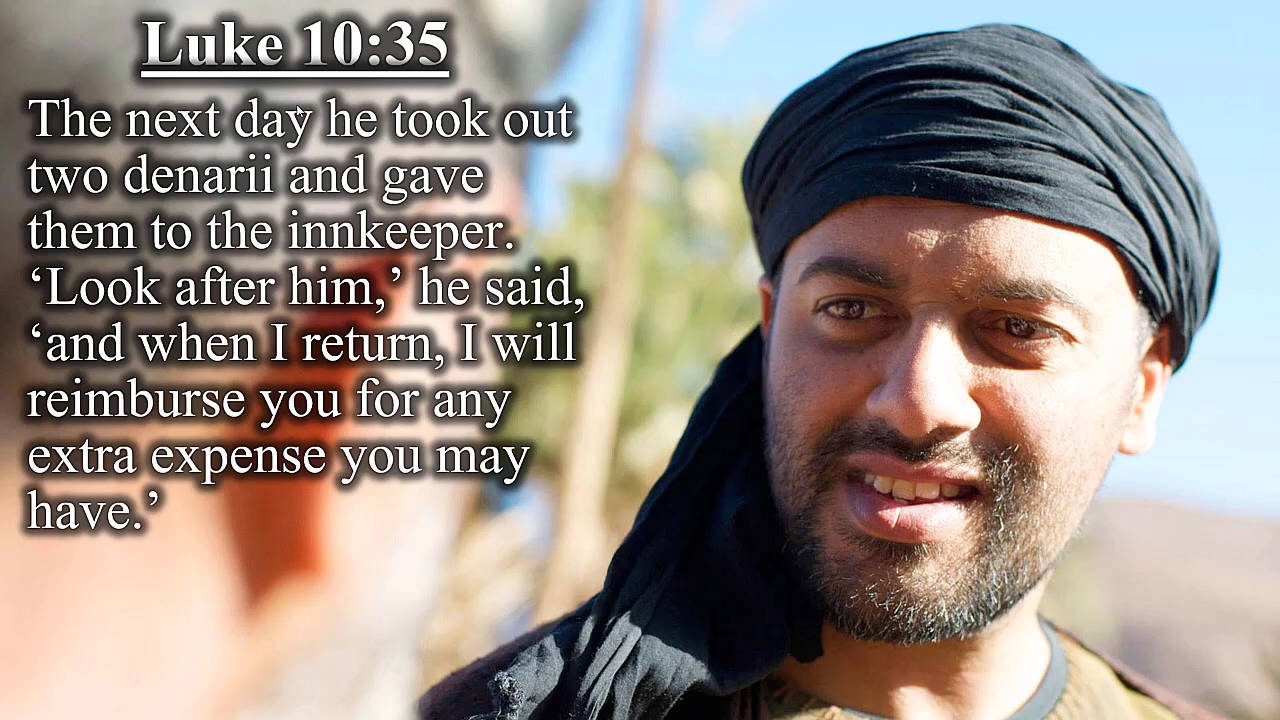 Luke 10:35
The next day he took out
two denarii and gave
them to the innkeeper.
‘Look after him,’ he said,
‘and when I return, I will
reimburse you for any
extra expense you may
have.’